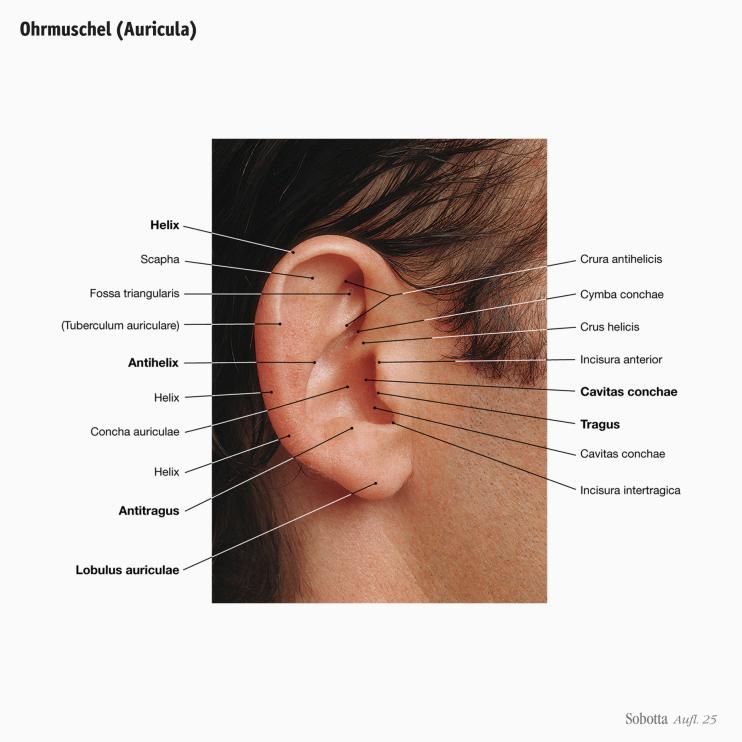 Ohrmuschel (Auricula)
Helix
Scapha
Fossa triangularis
(Tuberculum auriculare)
Antihelix
Helix
Concha auriculae
Helix
Antitragus
Lobulus auriculae
Crura antihelicis
Cymba conchae
Crus helicis
Incisura anterior
Cavitas conchae
Tragus
Cavitas conchae
Incisura intertragica
Sobotta Aufl. 25